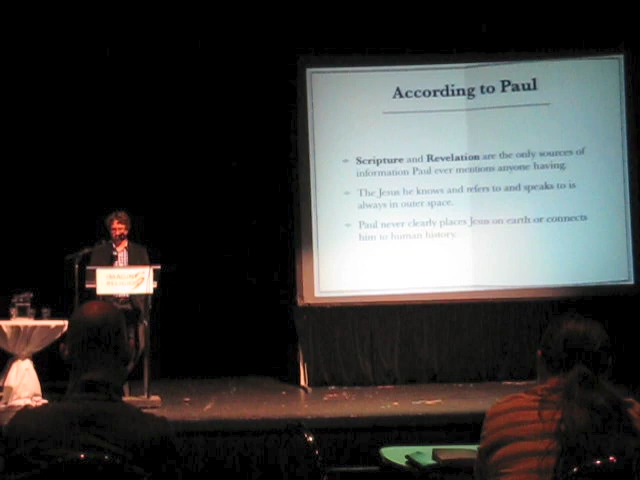 According to Paul
Scripture and Revelation are the only sources of
information Paul ever mentions anyone having.
The Jesus he knows and refers to and speaks to is
always in outer space.
Paul never clearly places Jesus on earth or connects
him to human history.
IMAGINE